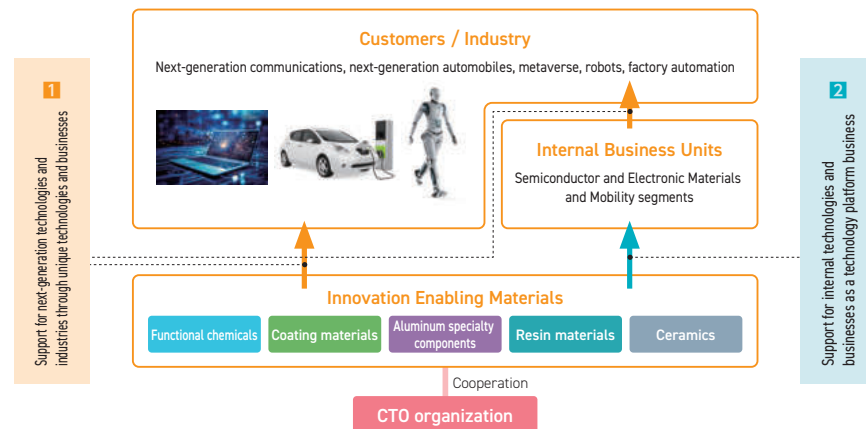 Customers / Industry
Next-generation communications, next-generation automobiles, metaverse, robots, factory automation
1
Support for next-generation technologies and
industries through unique technologies and businesses
2
Support for internal technologies and
businesses as a technology platform business
Internal Business Units
Semiconductor and Electronic Materials
and Mobility segments
Innovation Enabling Materials
Functional chemicals
Coating materials
Aluminum specialty
components
Resin materials
Ceramics
Cooperation
CTO organization